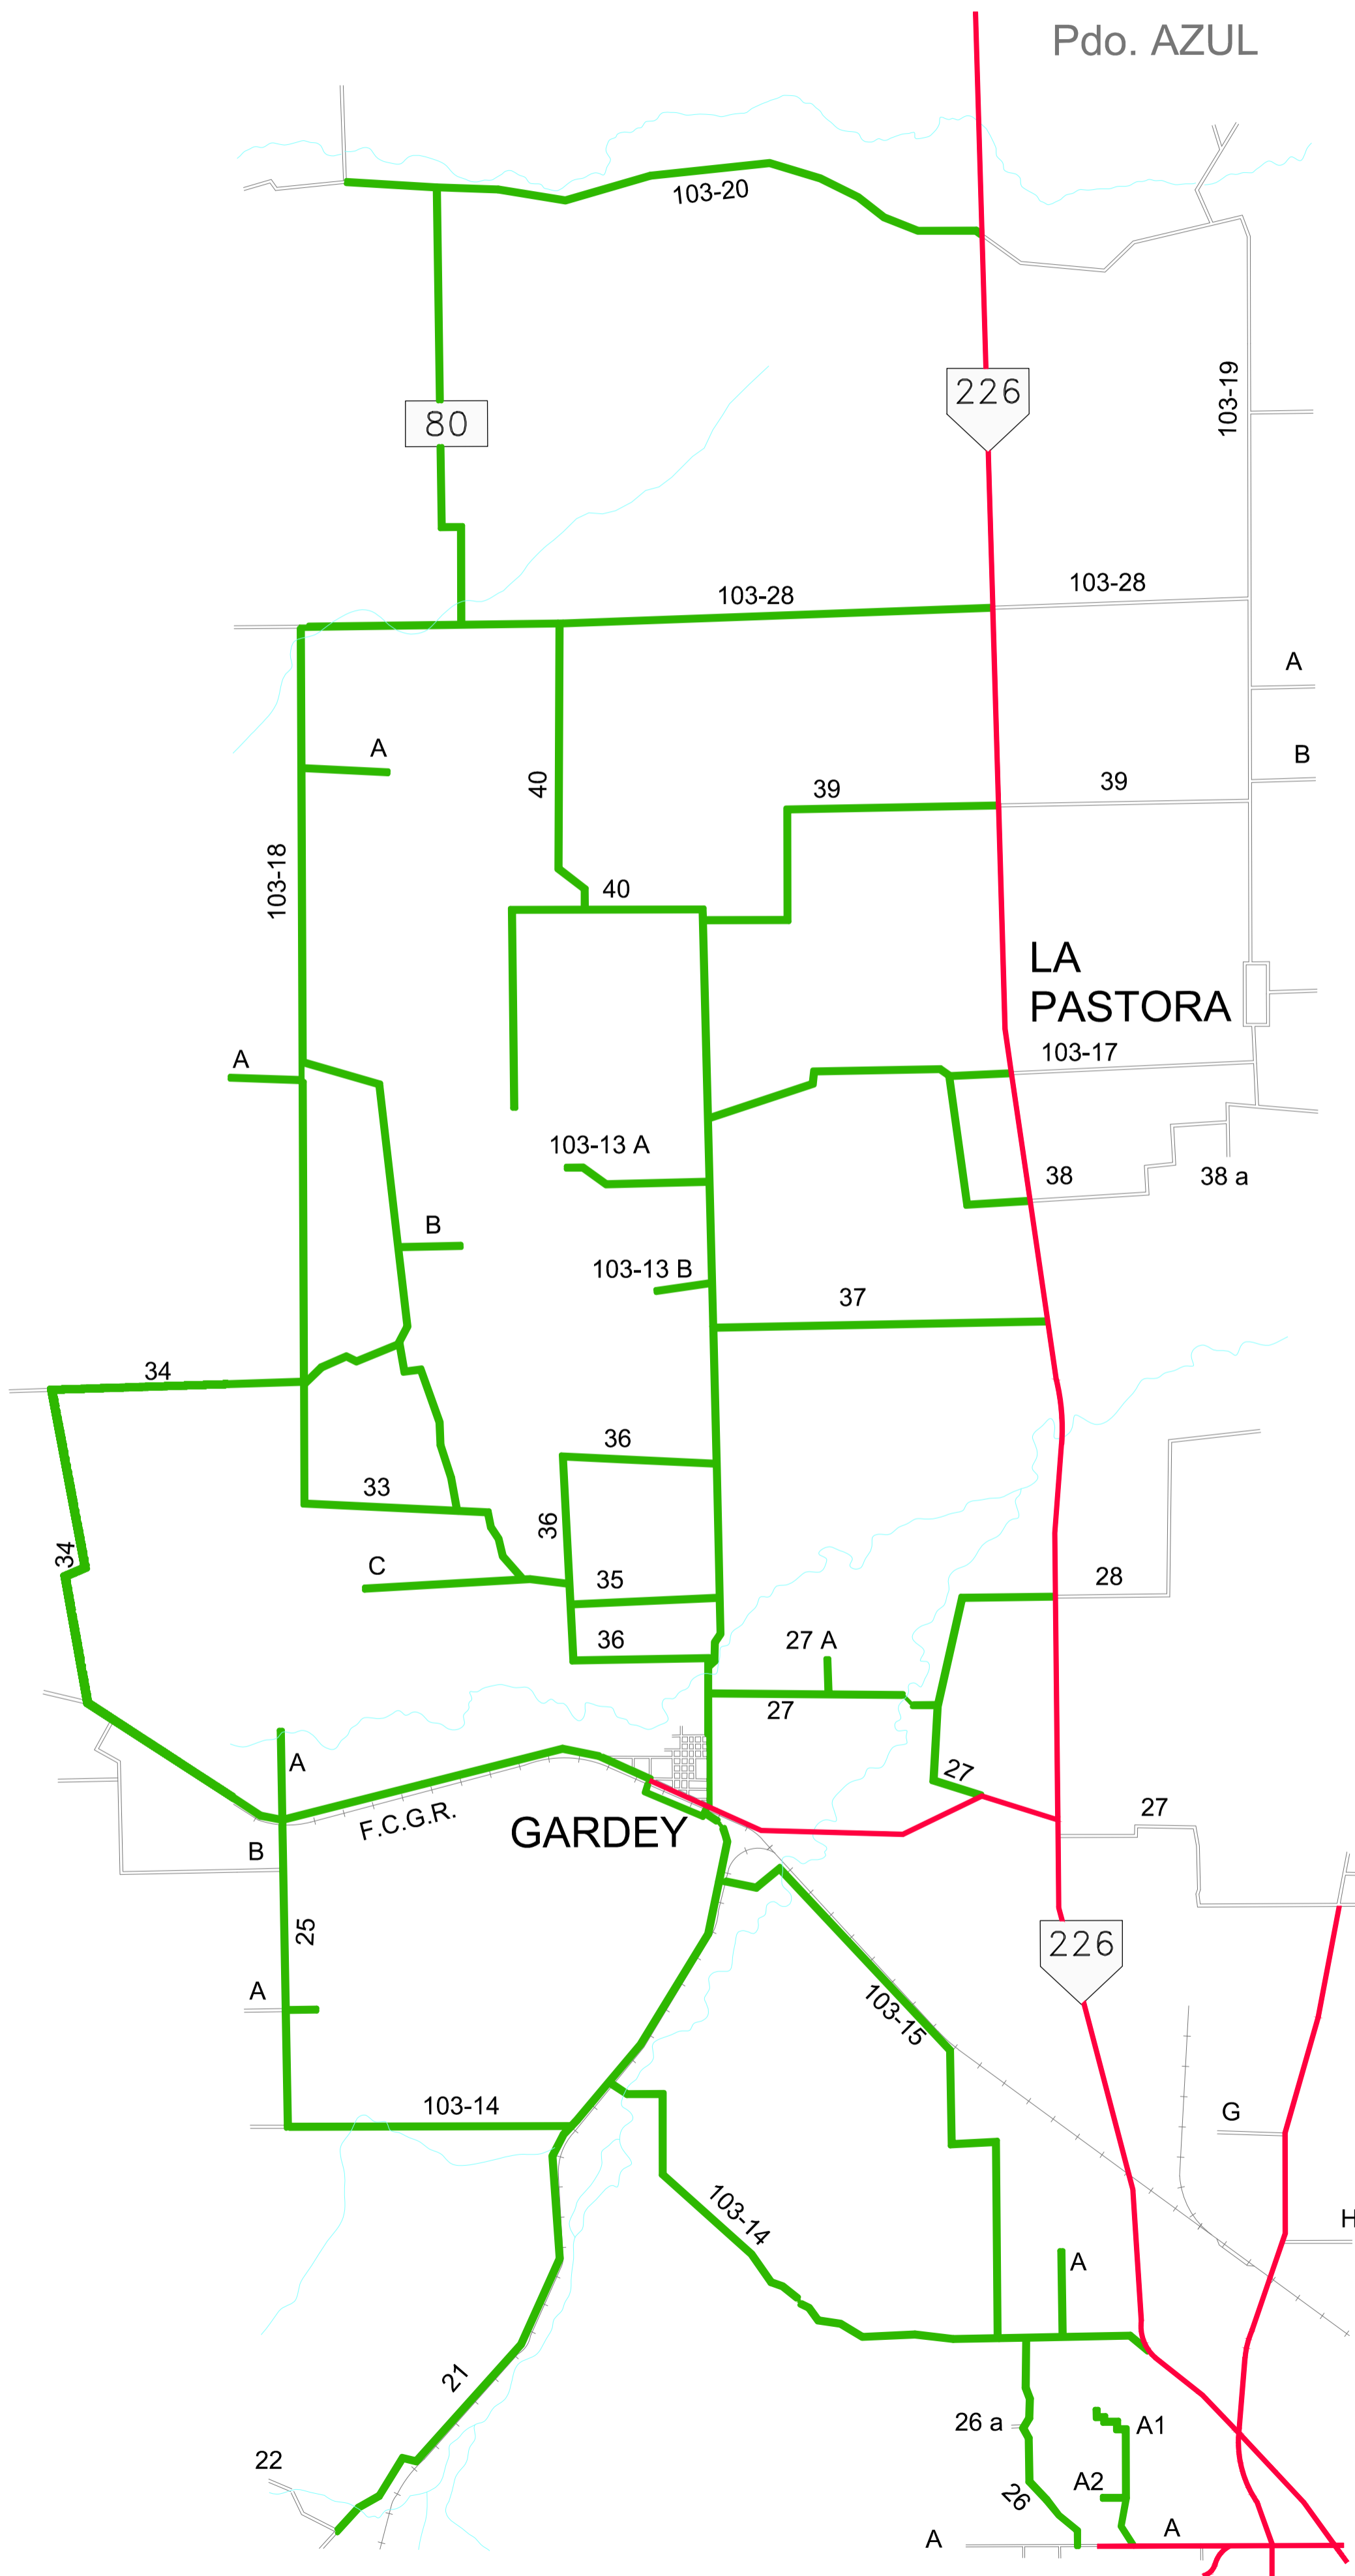 Pdo. AZUL
103-20
226
103-19
80
103-28
103-28
A
A
B
40
39
39
103-18
40
LA
PASTORA
103-17
A
103-13 A
38
38 a
B
103-13 B
37
34
36
33
36
34
C
35
28
36
27 A
27
A
27
F.C.G.R.
GARDEY
27
B
25
226
A
103-15
103-14
G
103-14
H
A
21
26 a
A1
22
A2
26
A
A